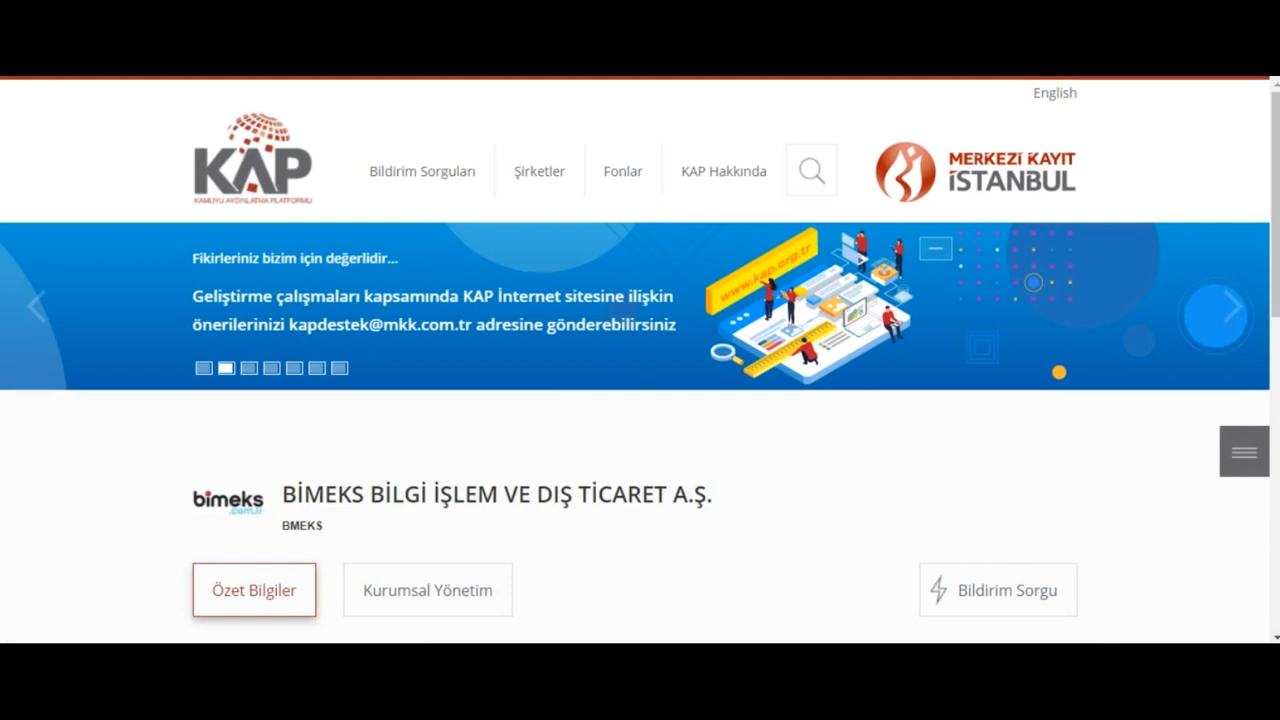 English
KAP
KAMUYU AYDINLATMA PLATFORMU
Bildirim Sorguları
Şirketler
Fonlar
KAP Hakkında
MERKEZİ KAYIT
İSTANBUL
Fikirleriniz bizim için değerlidir...
Geliştirme çalışmaları kapsamında KAP İnternet sitesine ilişkin
önerilerinizi kapdestek@mkk.com.tr adresine gönderebilirsiniz
www.kap.org.tr
bimeks
.com.tr
BİMEKS BİLGİ İŞLEM VE DIŞ TİCARET A.Ş.
BMEKS
Özet Bilgiler
Kurumsal Yönetim
Bildirim Sorgu